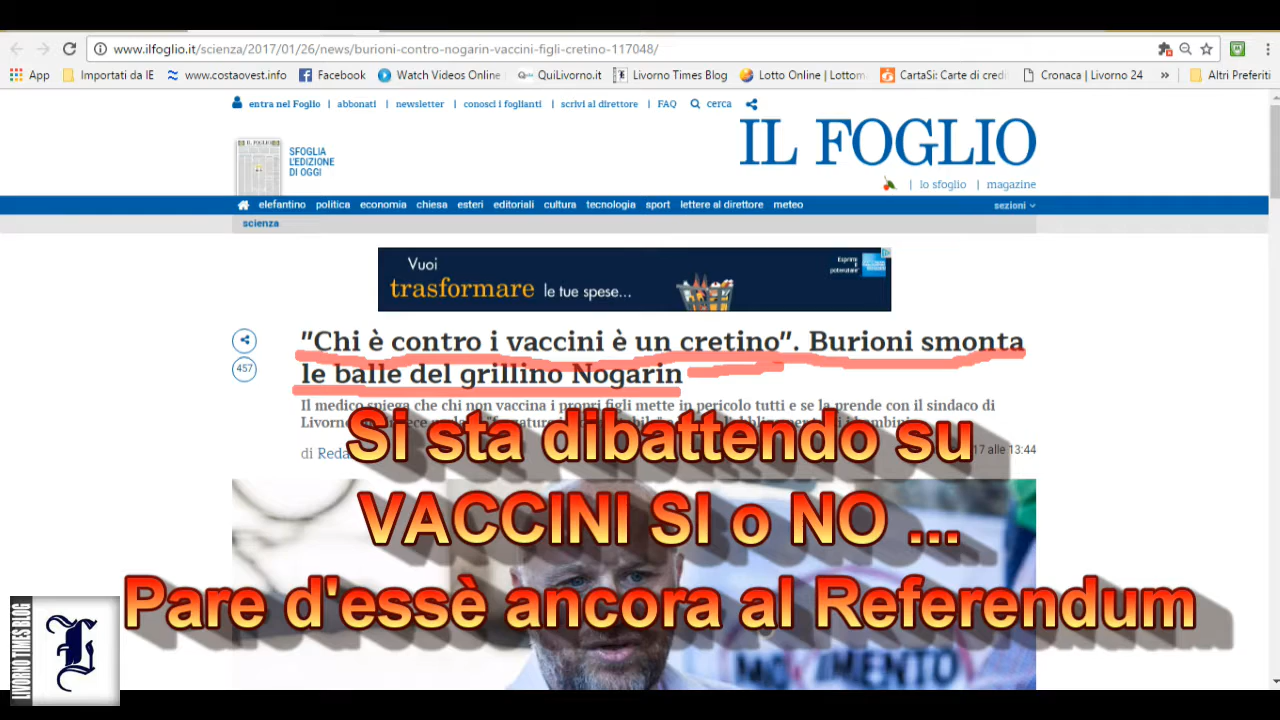 www.ilfoglio.it/scienza/2017/01/26/news/burioni-contro-nogarin-vaccini-figli-cretino-117048/
App Importati da IE www.costaovest.info Facebook Watch Videos Online QuiLivorno.it Livorno Times Blog Lotto Online | Lottom CartaSi: Carte di credi Cronaca | Livorno 24 » Altri Preferiti
entra nel Foglio | abbonati | newsletter | conosci i foglianti | scrivi al direttore | FAQ cerca
IL FOGLIO
SFOGLIA
L'EDIZIONE
DI OGGI
| lo sfoglio | magazine
elefantino politica economia chiesa esteri editoriali cultura tecnologia sport lettere al direttore meteo sezioni
scienza
Vuoi
trasformare le tue spese...
"Chi è contro i vaccini è un cretino". Burioni smonta
457
le balle del grillino Nogarin
Il medico spiega che chi non vaccina i propri figli mette in pericolo tutti e se la prende con il sindaco di
Livorno
di Reda
17 alle 13:44
Si sta dibattendo su
VACCINI SI o NO ...
Pare d'essè ancora al Referendum
MOVIMENTO
LIVORNO TIMES BLOG
L